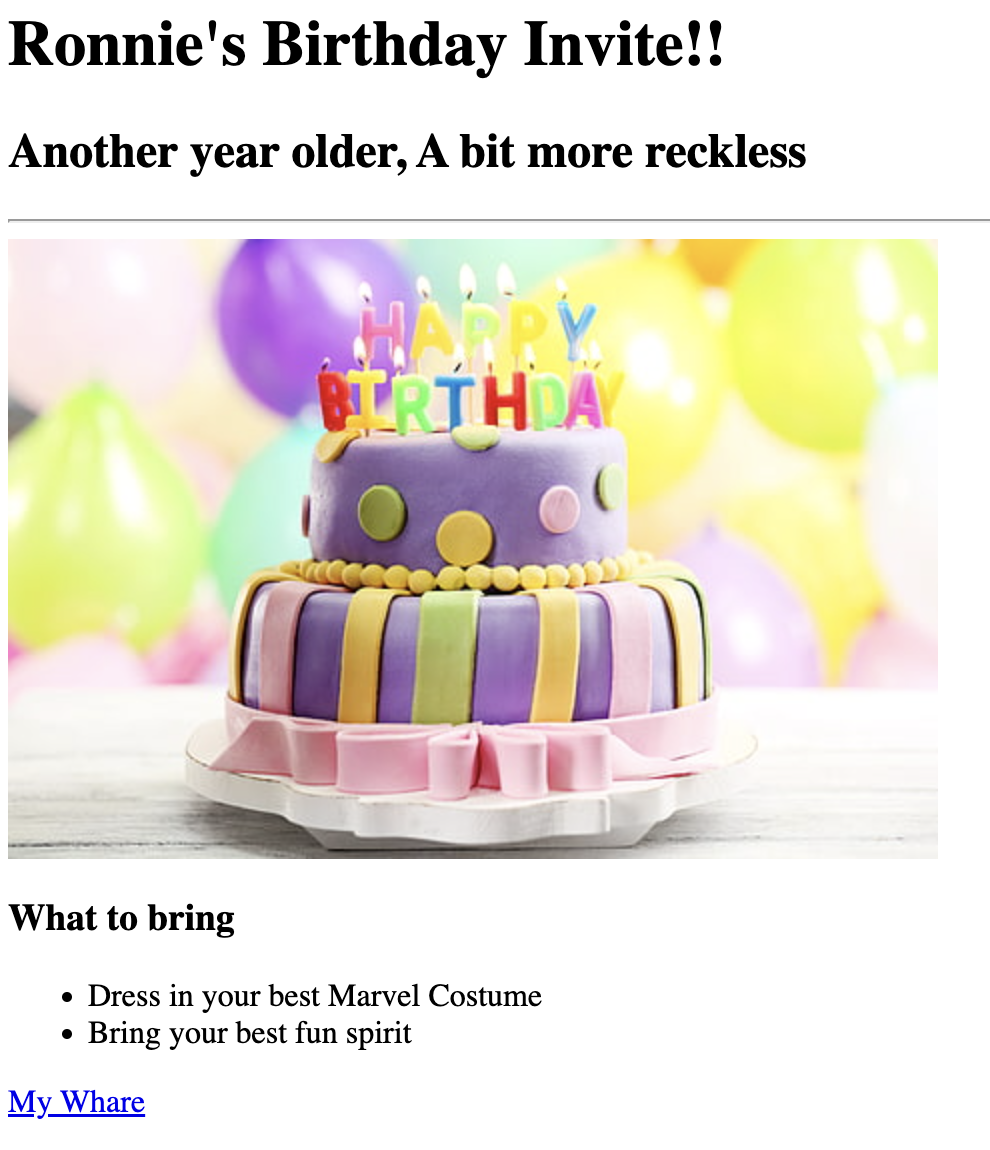 Ronnie's Birthday Invite!!
Another year older, A bit more reckless
HAPPY
BIRTHDAY
What to bring
Dress in your best Marvel Costume
Bring your best fun spirit
My Whare